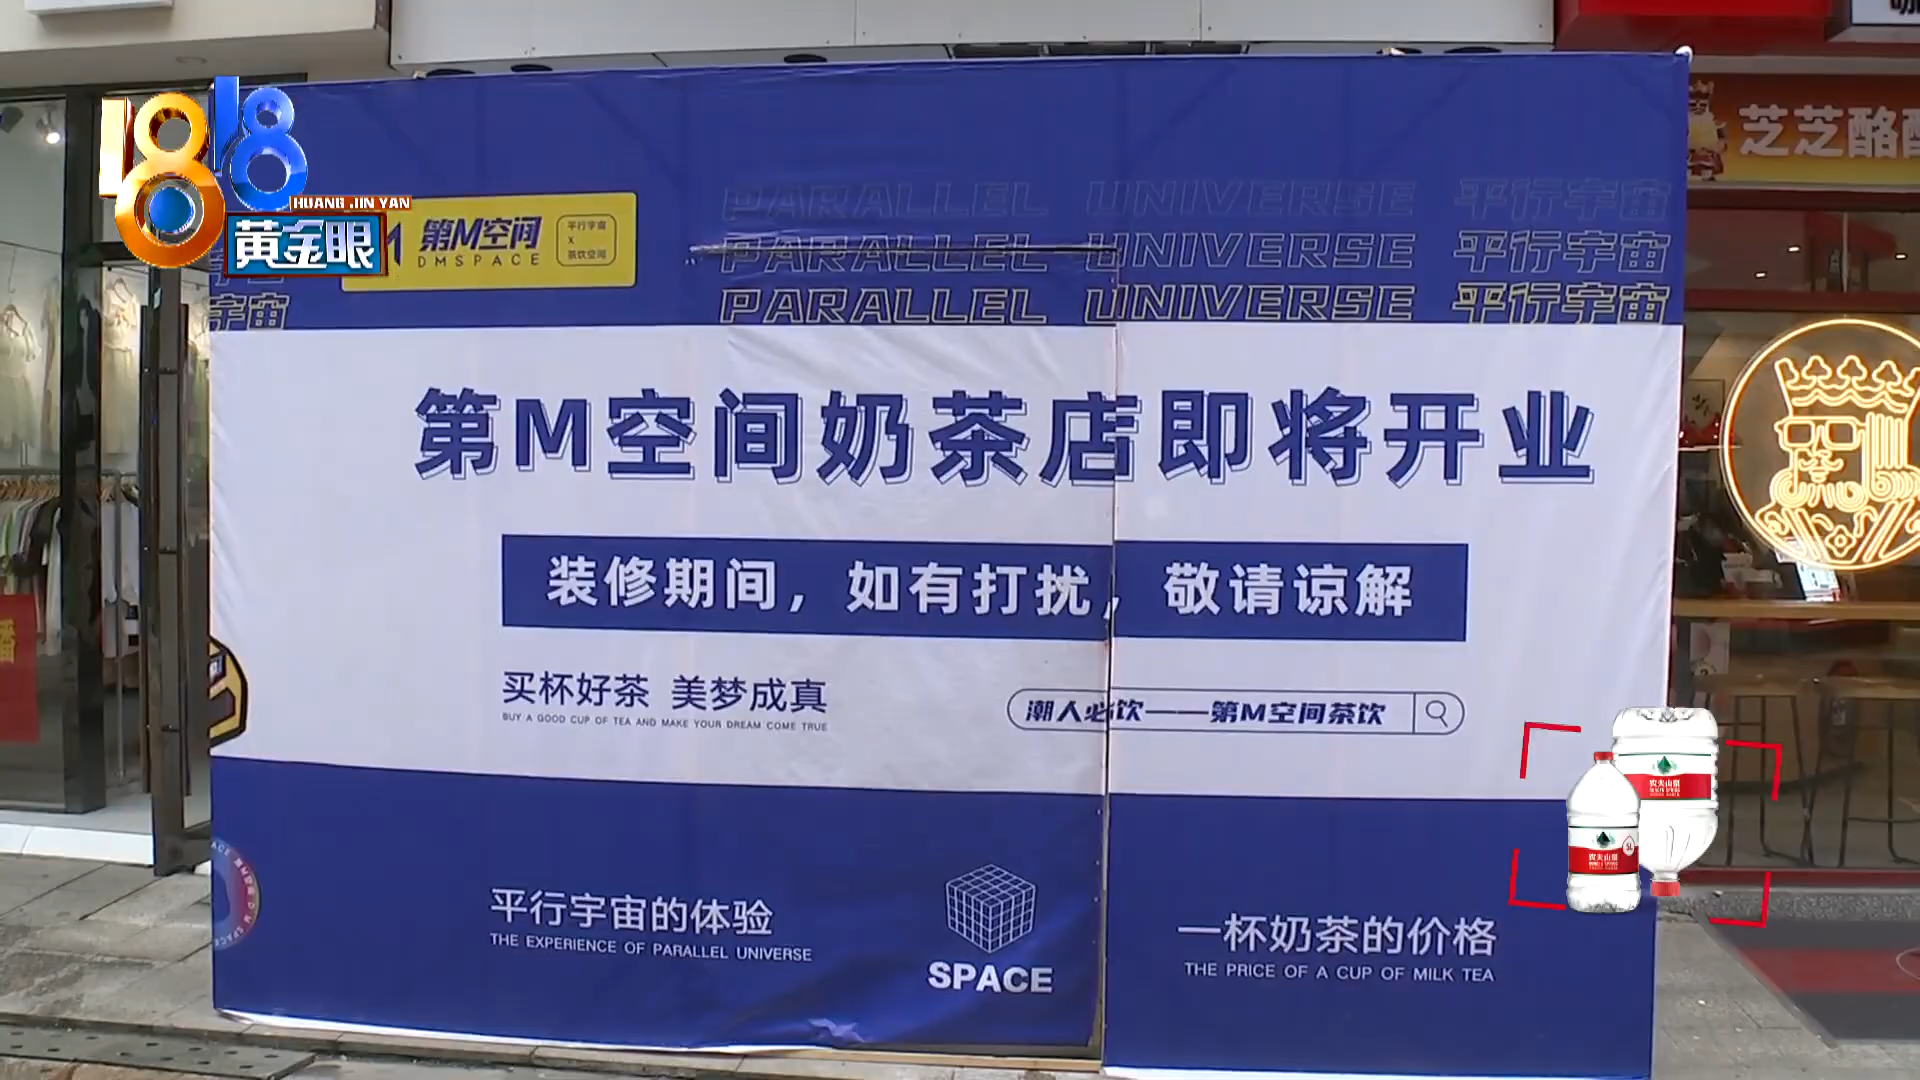 1818
HUANG JIN YAN
黄金眼
第M空间
DMSPACE
平行宇宙
X
茶饮空间
PARALLEL UNIVERSE 平行宇宙
PARALLEL UNIVERSE 平行宇宙
PARALLEL UNIVERSE 平行宇宙
宇宙
芝芝酪
第M空间奶茶店即将开业
装修期间，如有打扰，敬请谅解
买杯好茶 美梦成真
BUY A GOOD CUP OF TEA AND MAKE YOUR DREAM COME TRUE
潮人必饮——第M空间茶饮
农夫山泉
农夫山泉
5L
平行宇宙的体验
THE EXPERIENCE OF PARALLEL UNIVERSE
SPACE
一杯奶茶的价格
THE PRICE OF A CUP OF MILK TEA